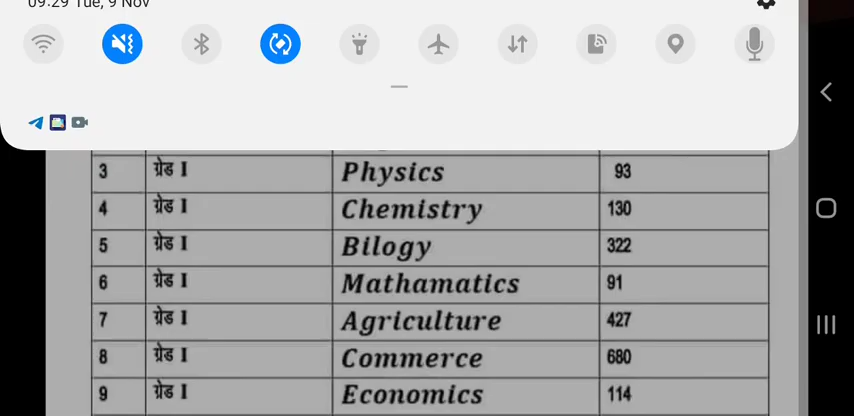 09:29 Tue, 9 Nov
3 ग्रेड I Physics 93
4 ग्रेड I Chemistry 130
5 ग्रेड I Bilogy 322
6 ग्रेड I Mathamatics 91
7 ग्रेड I Agriculture 427
8 ग्रेड I Commerce 680
9 ग्रेड I Economics 114